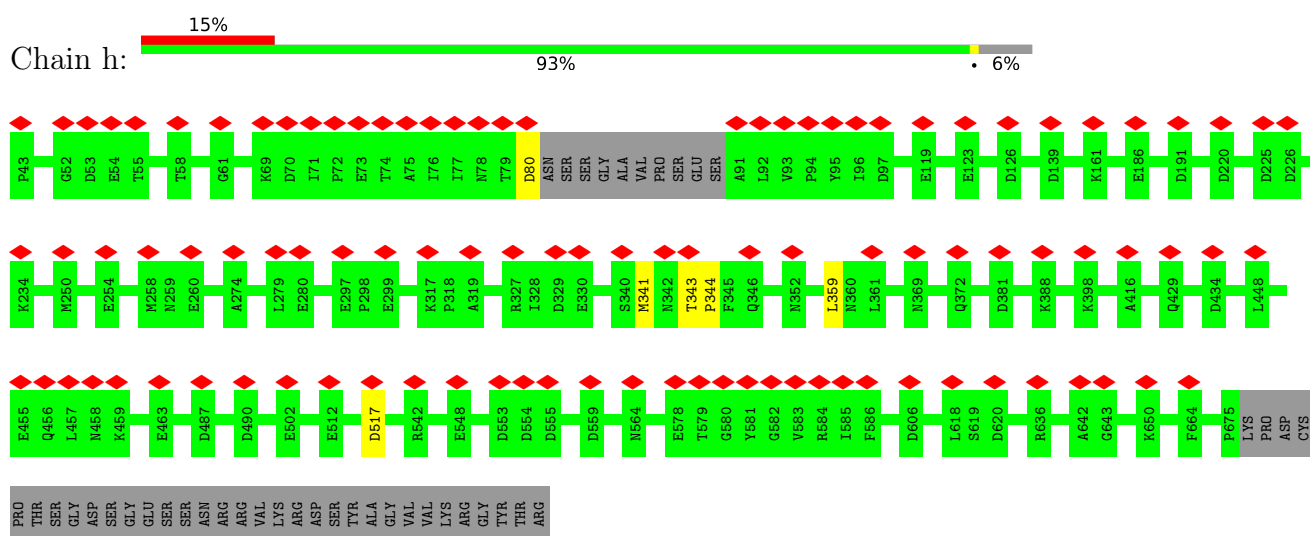 15%
Chain h:
93%
•
6%
P43 G52 D53 E54 T55 T58 G61 K69 D70 I71 P72 E73 T74 A75 I76 I77 N78 T79 D80 ASN SER SER GLY ALA VAL PRO SER GLU SER A91 L92 V93 P94 Y95 I96 D97 E119 E123 D126 D139 K161 E186 D191 D220 D225 D226
K234 M250 E254 M258 N259 E260 A274 L279 E280 E297 P298 E299 K317 P318 A319 R327 I328 D329 E330 S340 M341 N342 T343 P344 F345 Q346 N352 L359 N360 L361 N369 Q372 D381 K388 K398 A416 Q429 D434 L448
E455 Q456 L457 N458 K459 E463 D487 D490 E502 E512 D517 R542 E548 D553 D554 D555 D559 N564 E578 T579 G580 Y581 G582 V583 R584 I585 F586 D606 L618 S619 D620 R636 A642 G643 K650 F664 P675 LYS PRO ASP CYS
PRO THR SER GLY ASP SER GLY GLU SER SER ASN ARG ARG VAL LYS ARG ASP SER TYR ALA GLY VAL VAL LYS ARG GLY TYR THR ARG